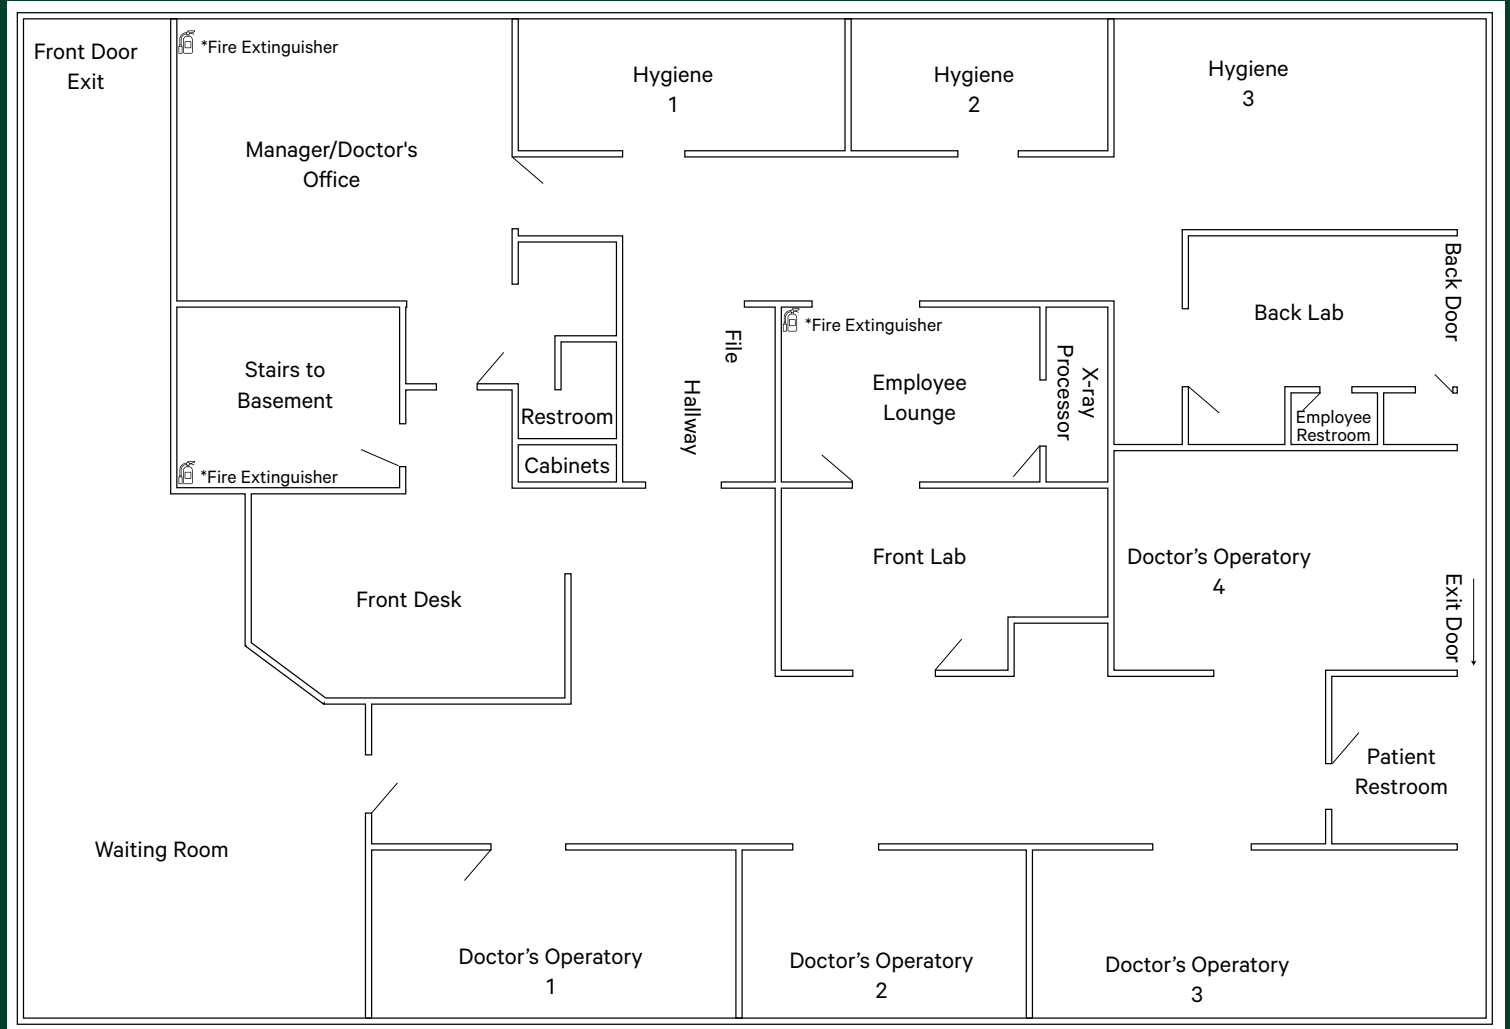 Front Door
Exit
*Fire Extinguisher
Manager/Doctor's
Office
Hygiene
1
Hygiene
2
Hygiene
3
Stairs to
Basement
*Fire Extinguisher
Restroom
Cabinets
File
Hallway
*Fire Extinguisher
Employee
Lounge
X-ray
Processor
Back Lab
Back Door
Employee
Restroom
Front Desk
Front Lab
Doctor’s Operatory
4
Exit Door
Patient
Restroom
Waiting Room
Doctor’s Operatory
1
Doctor’s Operatory
2
Doctor’s Operatory
3